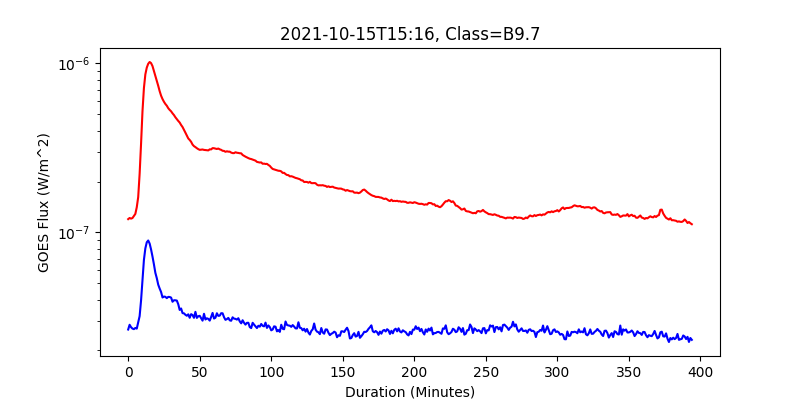 2021-10-15T15:16, Class=B9.7
10⁻⁶
10⁻⁷
GOES Flux (W/m^2)
0 50 100 150 200 250 300 350 400
Duration (Minutes)